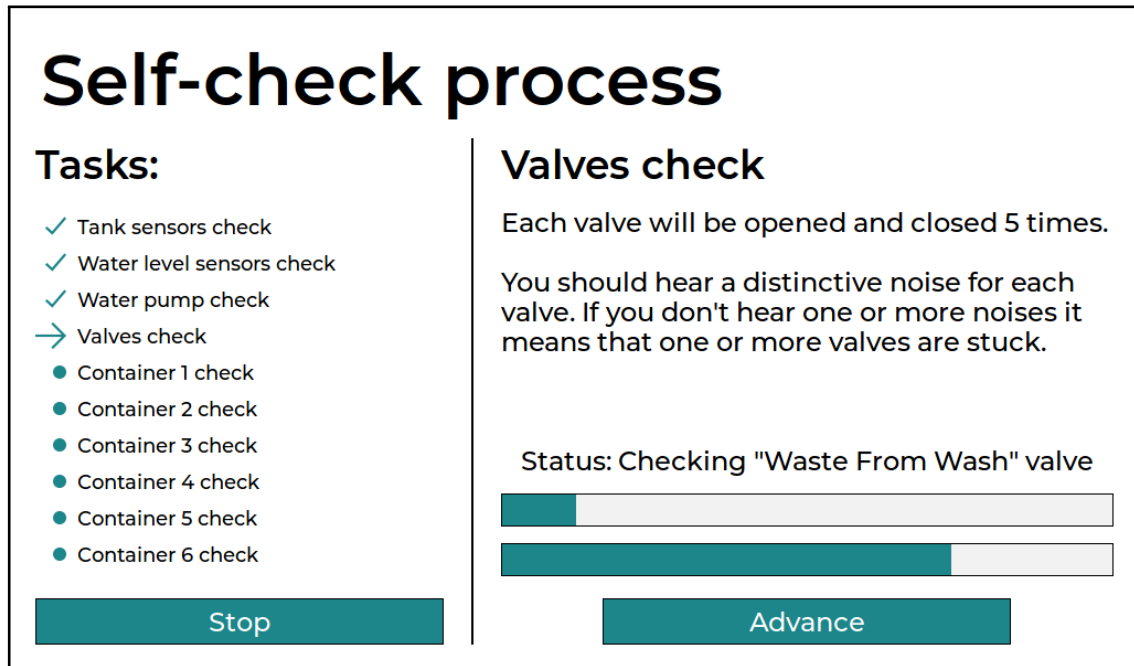 Self-check process
Tasks:
Tank sensors check
Water level sensors check
Water pump check
Valves check
Container 1 check
Container 2 check
Container 3 check
Container 4 check
Container 5 check
Container 6 check
Stop
Valves check
Each valve will be opened and closed 5 times.
You should hear a distinctive noise for each
valve. If you don't hear one or more noises it
means that one or more valves are stuck.
Status: Checking "Waste From Wash" valve
Advance